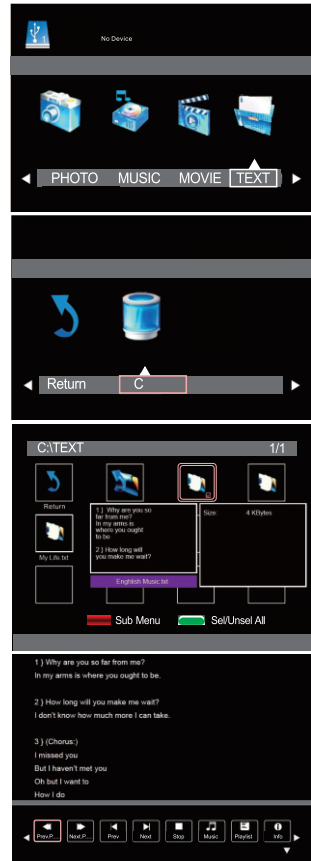 1
No Device
PHOTO MUSIC MOVIE TEXT
Return C
C:\TEXT 1/1
Return
1 ] Why are you so
far from me?
In my arms is
where you ought
to be
2 ] How long will
you make me wait?
Size: 4 KBytes
My Life.txt
Enghlish Music.txt
Sub Menu Sel/Unsel All
1 } Why are you so far from me?
In my arms is where you ought to be.
2 } How long will you make me wait?
I don't know how much more I can take.
3 } (Chorus:)
I missed you
But I haven't met you
Oh but I want to
How I do
Prev.P... Next.P... Prev Next Stop Music Playlist Info